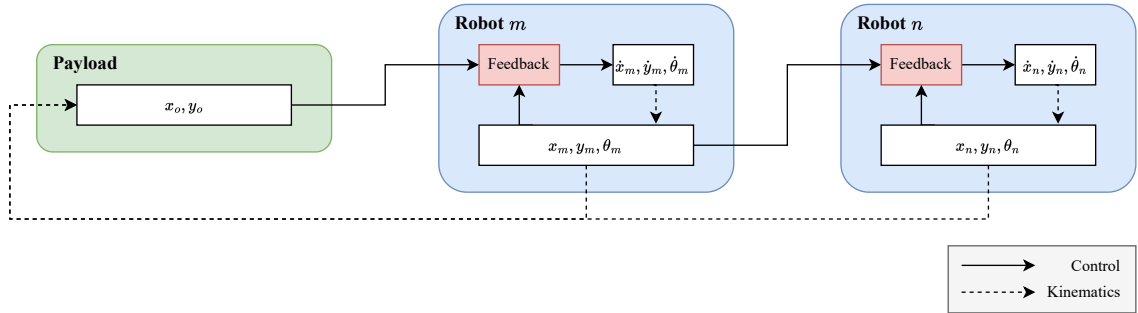 Payload
x_o, y_o
Robot m
Feedback
ẋ_m, ẏ_m, θ̇_m
x_m, y_m, θ_m
Robot n
Feedback
ẋ_n, ẏ_n, θ̇_n
x_n, y_n, θ_n
Control
Kinematics